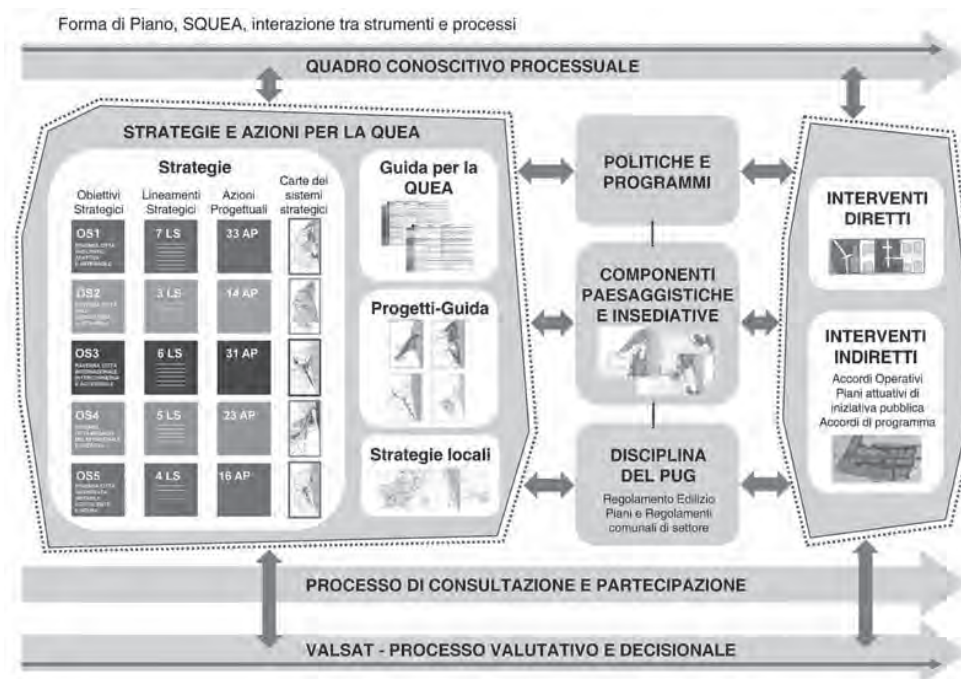 Forma di Piano, SQUEA, interazione tra strumenti e processi
QUADRO CONOSCITIVO PROCESSUALE
STRATEGIE E AZIONI PER LA QUEA
Strategie
Obiettivi
Strategici
Lineamenti
Strategici
Azioni
Progettuali
Carte dei
sistemi
strategici
OS1
7 LS
33 AP
OS2
3 LS
14 AP
OS3
6 LS
31 AP
OS4
5 LS
23 AP
OS5
4 LS
16 AP
Guida per la
QUEA
Progetti-Guida
Strategie locali
POLITICHE E
PROGRAMMI
COMPONENTI
PAESAGGISTICHE
E INSEDIATIVE
DISCIPLINA
DEL PUG
Regolamento Edilizio
Piani e Regolamenti
comunali di settore
INTERVENTI
DIRETTI
INTERVENTI
INDIRETTI
Accordi Operativi
Piani attuativi di
iniziativa pubblica
Accordi di programma
PROCESSO DI CONSULTAZIONE E PARTECIPAZIONE
VALSAT - PROCESSO VALUTATIVO E DECISIONALE